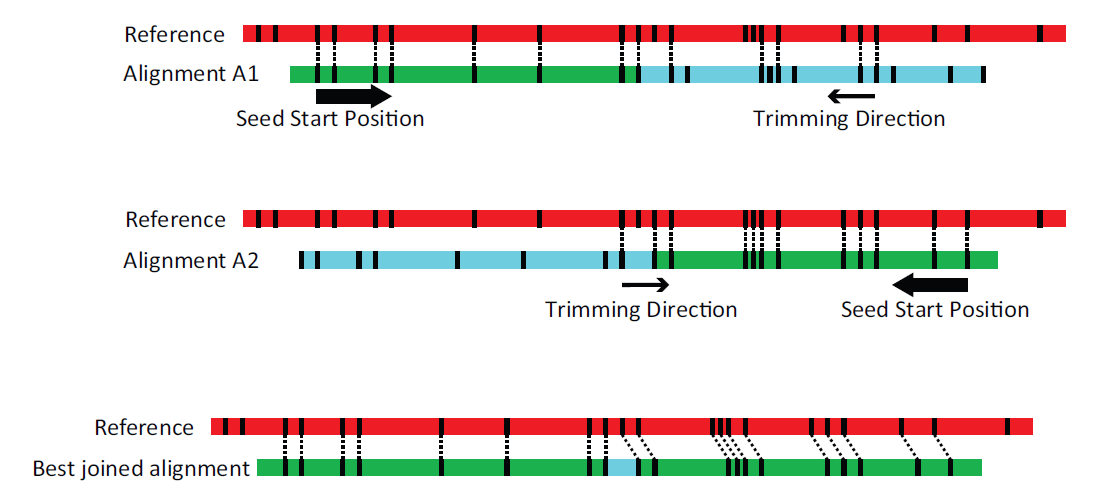 Reference
Alignment A1
Seed Start Position
Trimming Direction
Reference
Alignment A2
Trimming Direction
Seed Start Position
Reference
Best joined alignment